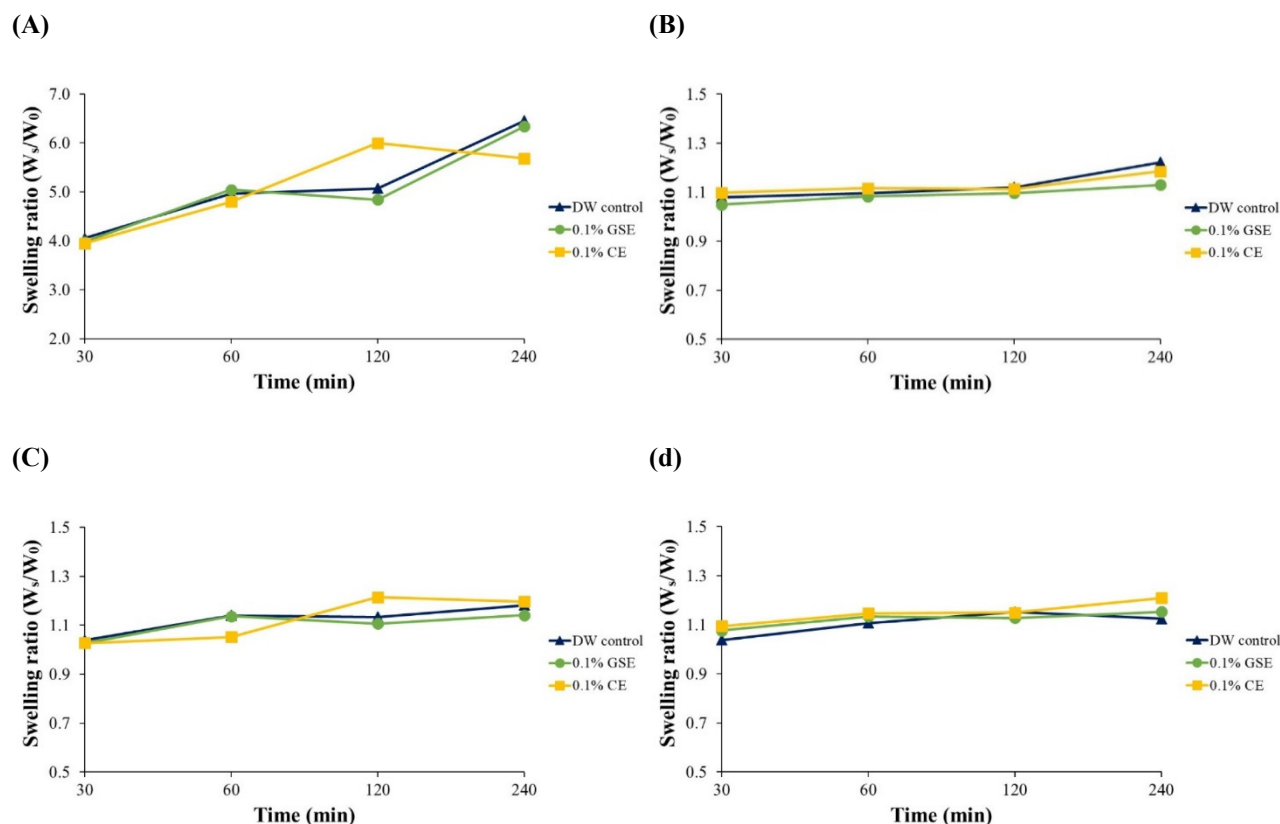 (A)
Swelling ratio (Ws/W0)
7.0
6.0
5.0
4.0
3.0
2.0
30 60 120 240
Time (min)
DW control
0.1% GSE
0.1% CE
(B)
Swelling ratio (Ws/W0)
1.5
1.3
1.1
0.9
0.7
0.5
30 60 120 240
Time (min)
DW control
0.1% GSE
0.1% CE
(C)
Swelling ratio (Ws/W0)
1.5
1.3
1.1
0.9
0.7
0.5
30 60 120 240
Time (min)
DW control
0.1% GSE
0.1% CE
(d)
Swelling ratio (Ws/W0)
1.5
1.3
1.1
0.9
0.7
0.5
30 60 120 240
Time (min)
DW control
0.1% GSE
0.1% CE